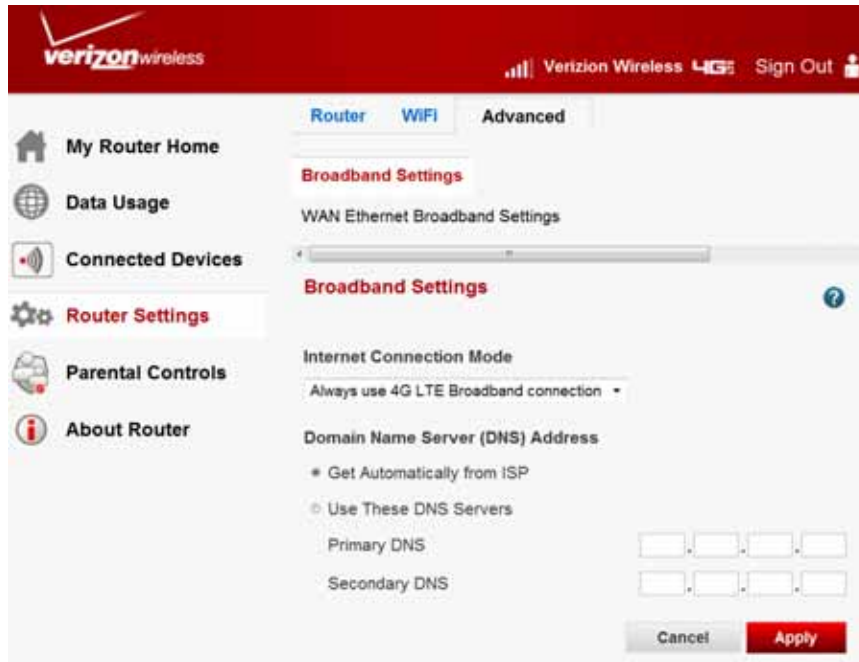 verizonwireless
Verizion Wireless 4G LTE Sign Out
My Router Home
Data Usage
Connected Devices
Router Settings
Parental Controls
About Router
Router WiFi Advanced
Broadband Settings
WAN Ethernet Broadband Settings
Broadband Settings
?
Internet Connection Mode
Always use 4G LTE Broadband connection
Domain Name Server (DNS) Address
Get Automatically from ISP
Use These DNS Servers
Primary DNS . . .
Secondary DNS . . .
Cancel Apply